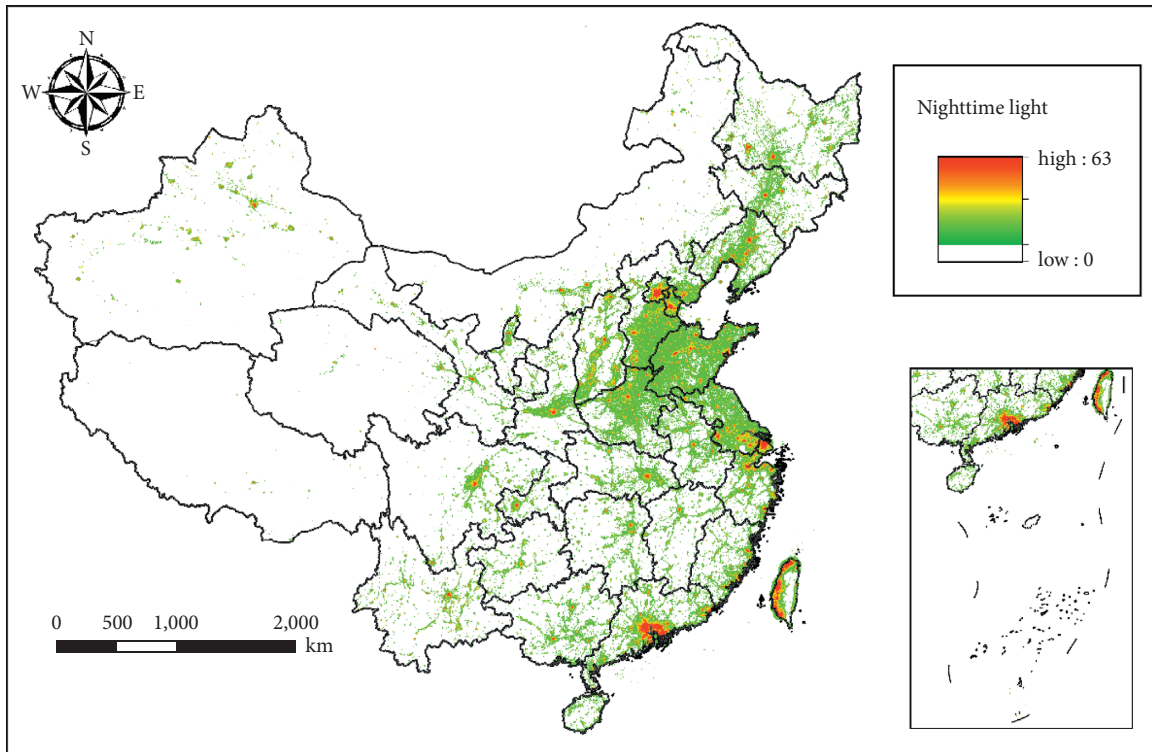 N
W E
S
Nighttime light
high : 63
low : 0
0 500 1,000 2,000
km